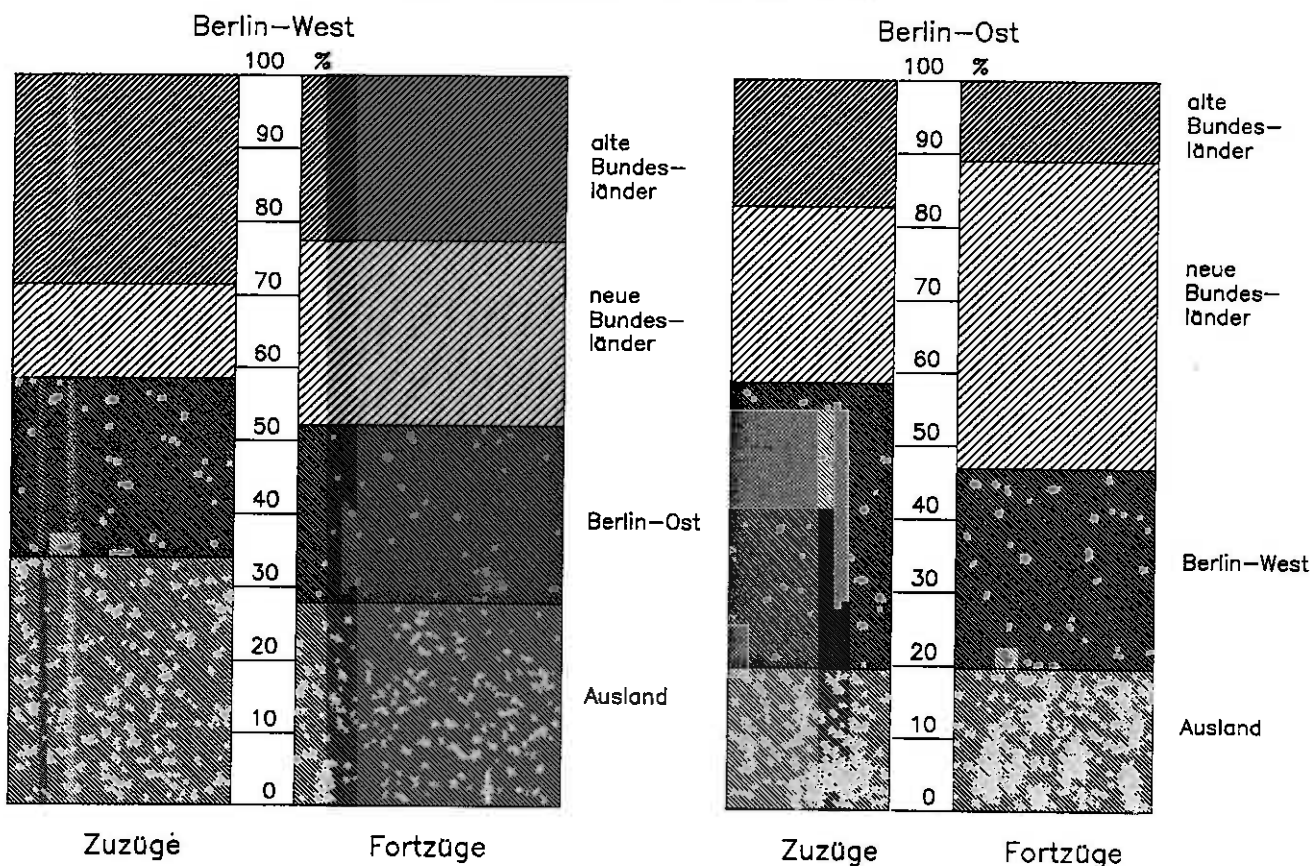 Berlin–West
100 %
90
80
70
60
50
40
30
20
10
0
alte
Bundes–
länder
neue
Bundes–
länder
Berlin–Ost
Ausland
Zuzüge
Fortzüge
Berlin–Ost
100 %
90
80
70
60
50
40
30
20
10
0
alte
Bundes–
länder
neue
Bundes–
länder
Berlin–West
Ausland
Zuzüge
Fortzüge